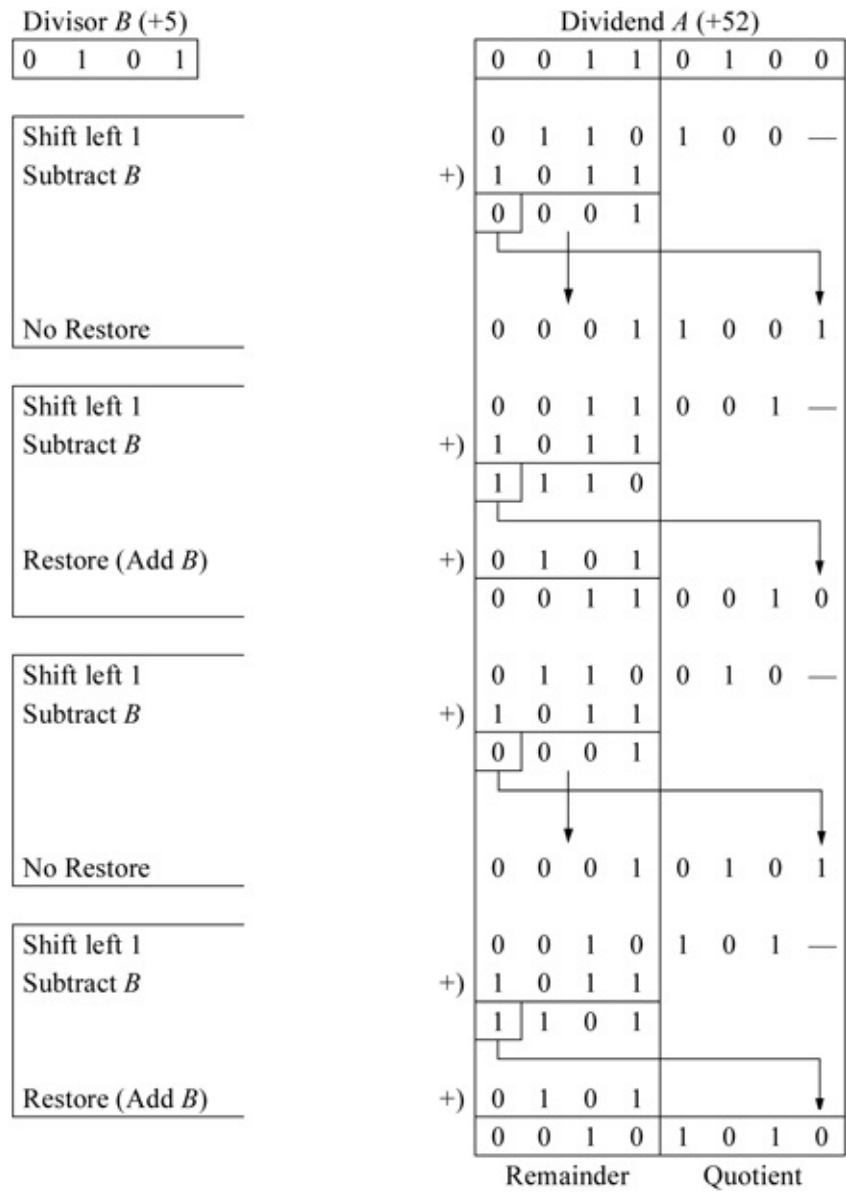 Divisor B (+5) Dividend A (+52)
0 1 0 1 0 0 1 1 0 1 0 0
Shift left 1 0 1 1 0 1 0 0 —
Subtract B +) 1 0 1 1
0 0 0 1
No Restore 0 0 0 1 1 0 0 1
Shift left 1 0 0 1 1 0 0 1 —
Subtract B +) 1 0 1 1
1 1 1 0
Restore (Add B) +) 0 1 0 1
0 0 1 1 0 0 1 0
Shift left 1 0 1 1 0 0 1 0 —
Subtract B +) 1 0 1 1
0 0 0 1
No Restore 0 0 0 1 0 1 0 1
Shift left 1 0 0 1 0 1 0 1 —
Subtract B +) 1 0 1 1
1 1 0 1
Restore (Add B) +) 0 1 0 1
0 0 1 0 1 0 1 0
Remainder Quotient